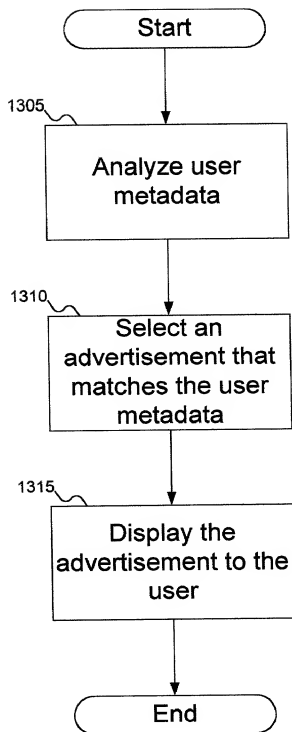 Start
1305
Analyze user
metadata
1310
Select an
advertisement that
matches the user
metadata
1315
Display the
advertisement to the
user
End